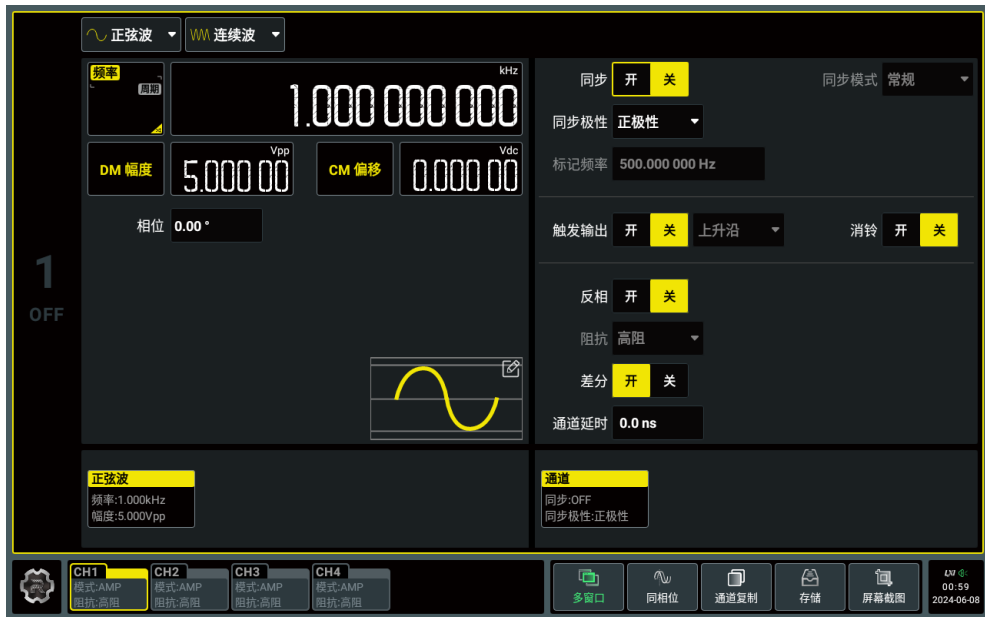 正弦波 连续波
频率 周期 1.000 000 000 kHz
DM 幅度 5.000 00 Vpp CM 偏移 0.000 00 Vdc
相位 0.00 °
1
OFF
同步 开 关 同步模式 常规
同步极性 正极性
标记频率 500.000 000 Hz
触发输出 开 关 上升沿 消铃 开 关
反相 开 关
阻抗 高阻
差分 开 关
通道延时 0.0 ns
正弦波
频率:1.000kHz
幅度:5.000Vpp
通道
同步:OFF
同步极性:正极性
CH1
模式:AMP
阻抗:高阻
CH2
模式:AMP
阻抗:高阻
CH3
模式:AMP
阻抗:高阻
CH4
模式:AMP
阻抗:高阻
多窗口
同相位
通道复制
存储
屏幕截图
00:59
2024-06-08